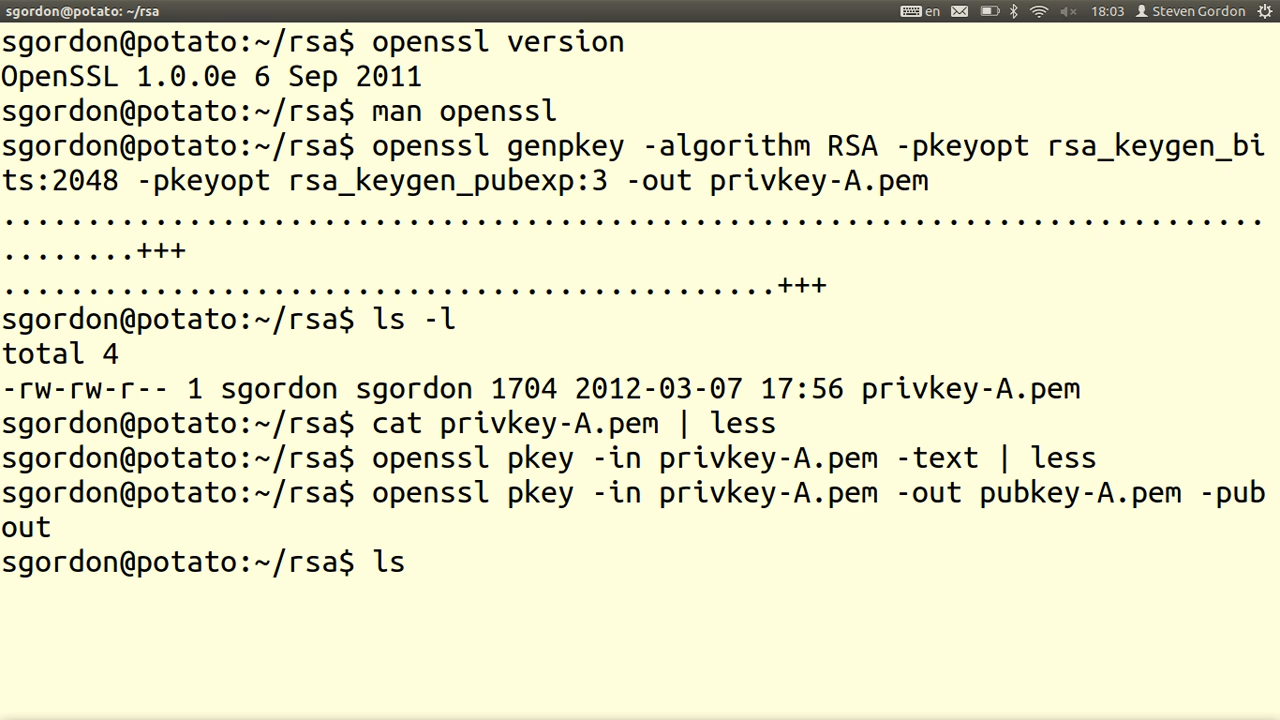 sgordon@potato: ~/rsa en 18:03 Steven Gordon
sgordon@potato:~/rsa$ openssl version
OpenSSL 1.0.0e 6 Sep 2011
sgordon@potato:~/rsa$ man openssl
sgordon@potato:~/rsa$ openssl genpkey -algorithm RSA -pkeyopt rsa_keygen_bi
ts:2048 -pkeyopt rsa_keygen_pubexp:3 -out privkey-A.pem
...........................................................................
........+++
..............................................+++
sgordon@potato:~/rsa$ ls -l
total 4
-rw-rw-r-- 1 sgordon sgordon 1704 2012-03-07 17:56 privkey-A.pem
sgordon@potato:~/rsa$ cat privkey-A.pem | less
sgordon@potato:~/rsa$ openssl pkey -in privkey-A.pem -text | less
sgordon@potato:~/rsa$ openssl pkey -in privkey-A.pem -out pubkey-A.pem -pub
out
sgordon@potato:~/rsa$ ls